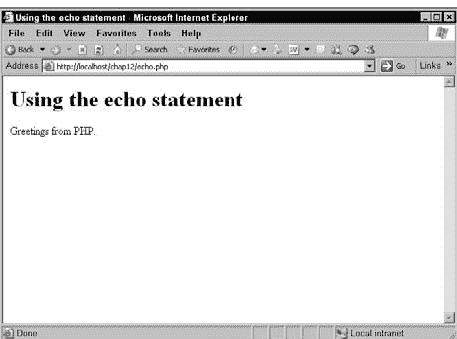 Using the echo statement - Microsoft Internet Explorer
File Edit View Favorites Tools Help
Back Search Favorites
Address http://localhost/chap12/echo.php Go Links »
Using the echo statement
Greetings from PHP.
Done Local intranet